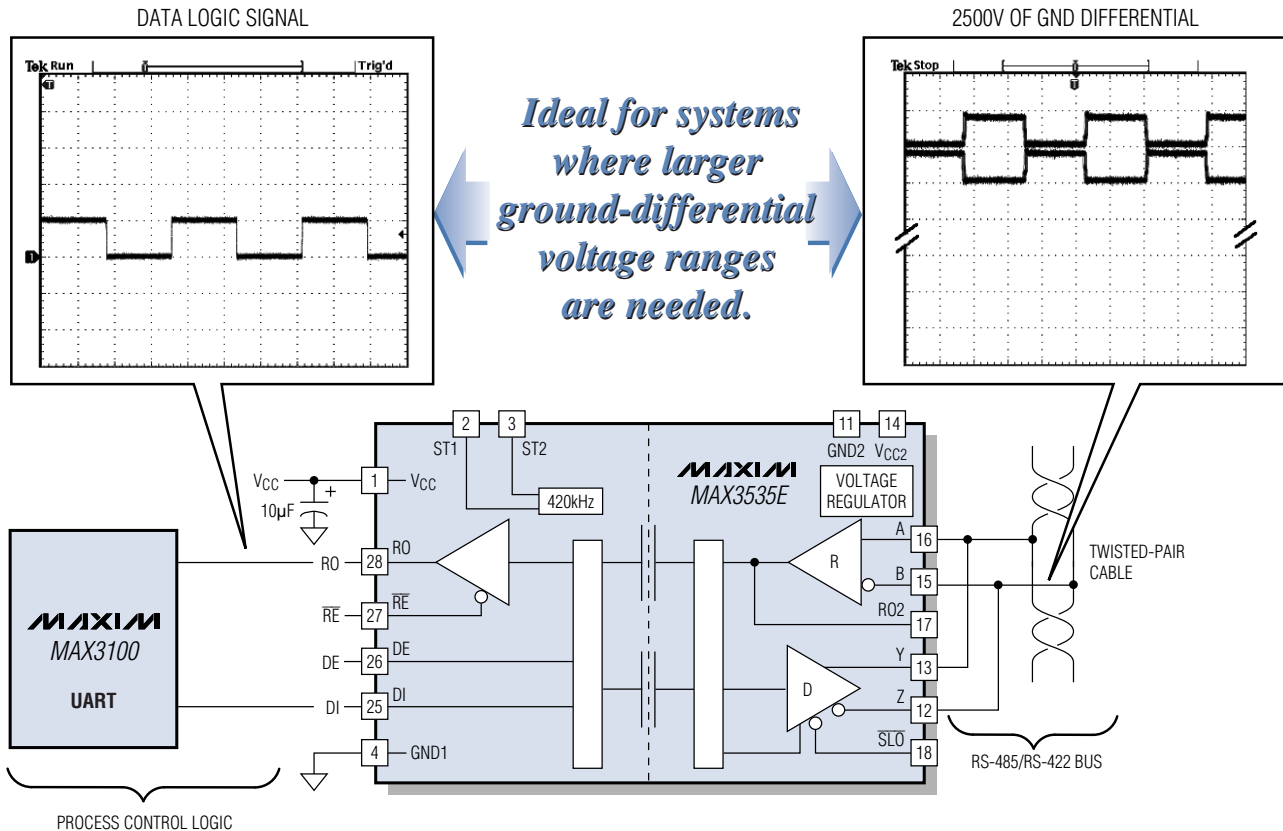 DATA LOGIC SIGNAL
2500V OF GND DIFFERENTIAL
Tek Run
Trig'd
T
1
Tek Stop
T
Ideal for systems
where larger
ground-differential
voltage ranges
are needed.
2
3
ST1
ST2
11
14
GND2
VCC2
VCC
1
VCC
+
10µF
420kHz
MAXIM
MAX3535E
VOLTAGE
REGULATOR
MAXIM
MAX3100
UART
RO
28
RO
RE
27
RE
DE
26
DE
DI
25
DI
4
GND1
R
A
16
B
15
RO2
17
Y
13
D
Z
12
SLO
18
TWISTED-PAIR
CABLE
RS-485/RS-422 BUS
PROCESS CONTROL LOGIC